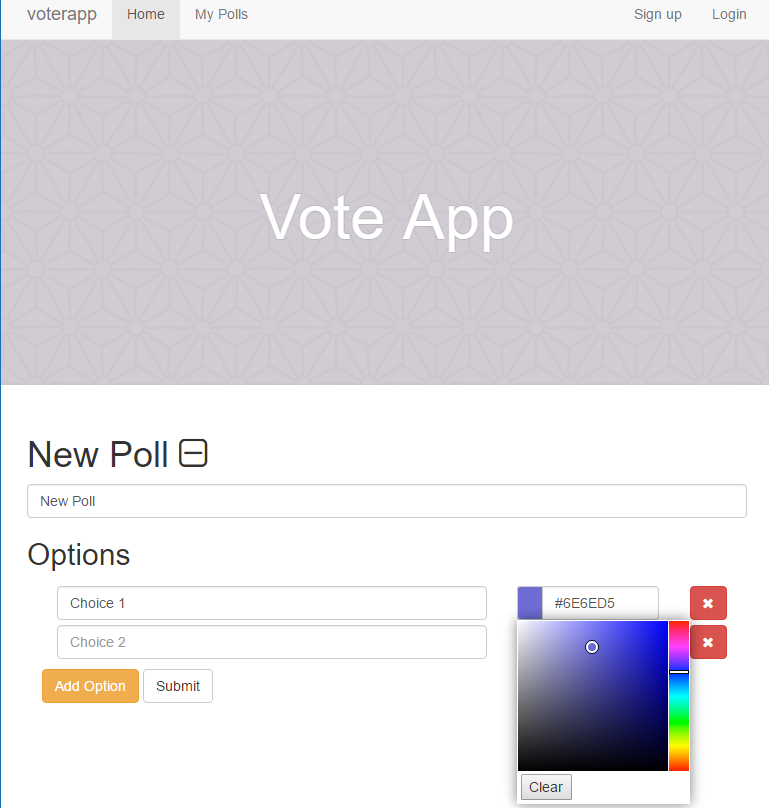 voterapp Home My Polls Sign up Login
Vote App
New Poll
New Poll
Options
Choice 1 #6E6ED5
Choice 2
Add Option Submit
Clear